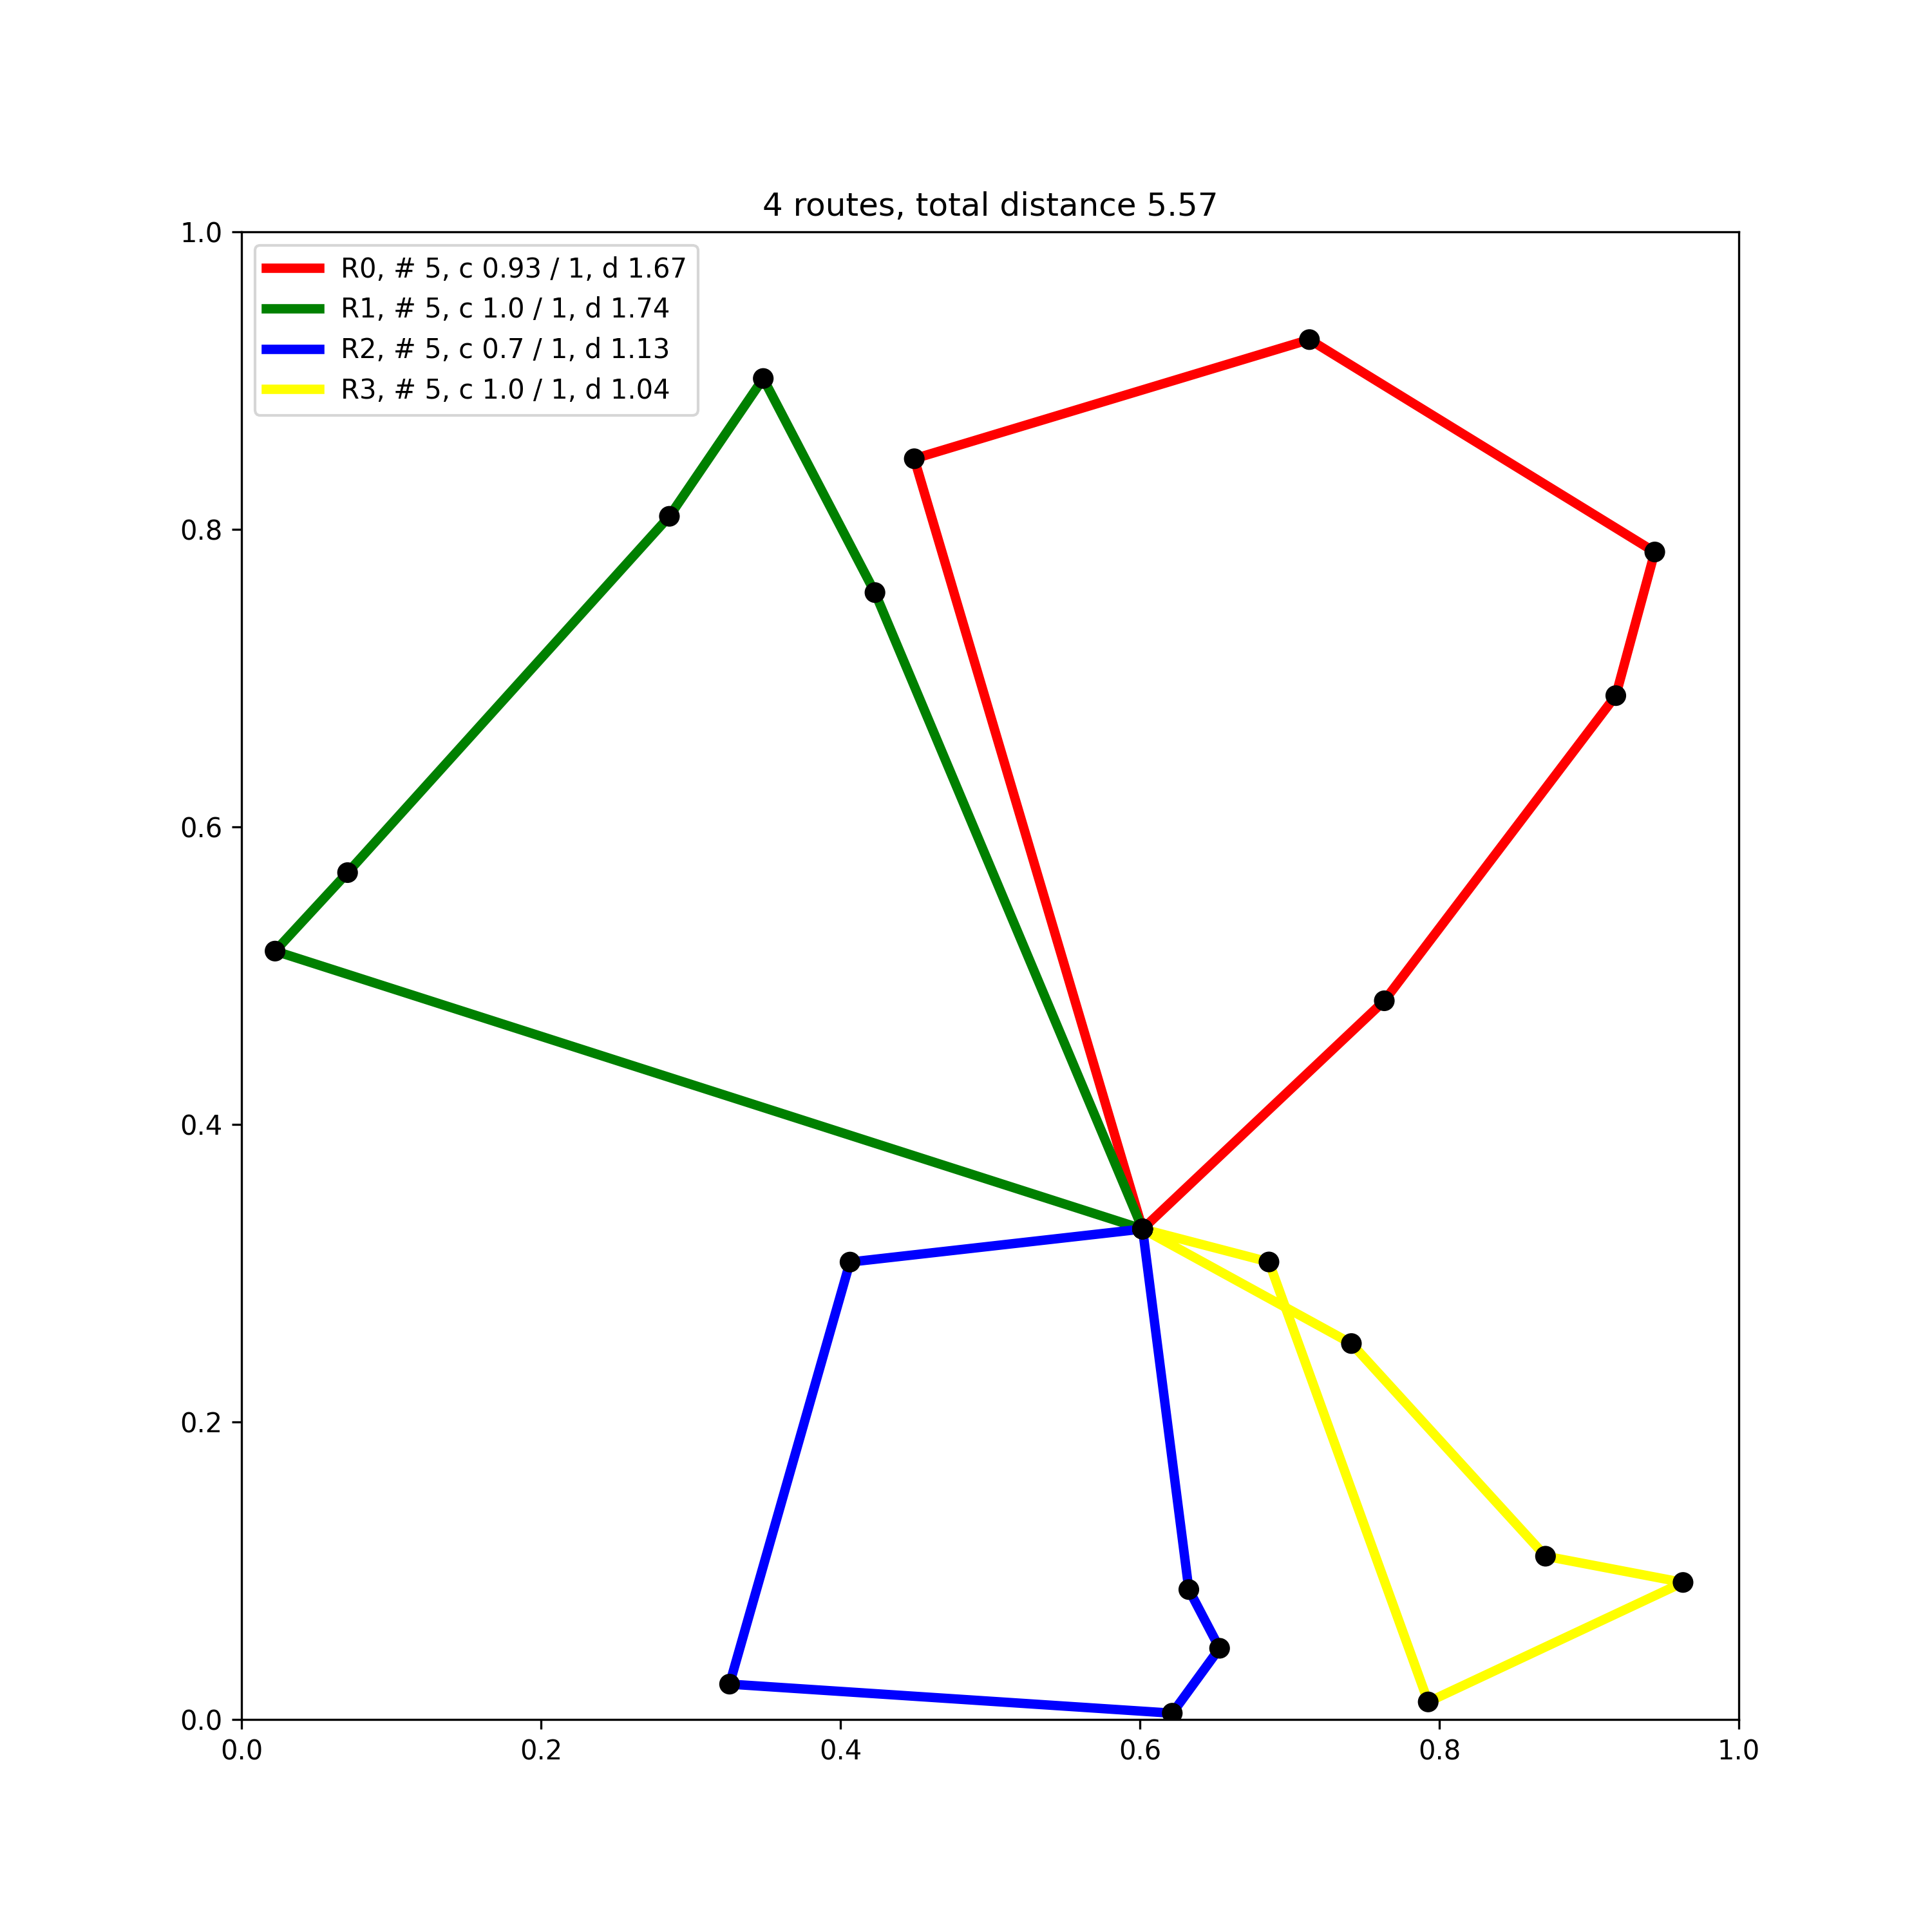 4 routes, total distance 5.57
R0, # 5, c 0.93 / 1, d 1.67
R1, # 5, c 1.0 / 1, d 1.74
R2, # 5, c 0.7 / 1, d 1.13
R3, # 5, c 1.0 / 1, d 1.04
1.0
0.8
0.6
0.4
0.2
0.0
0.0 0.2 0.4 0.6 0.8 1.0